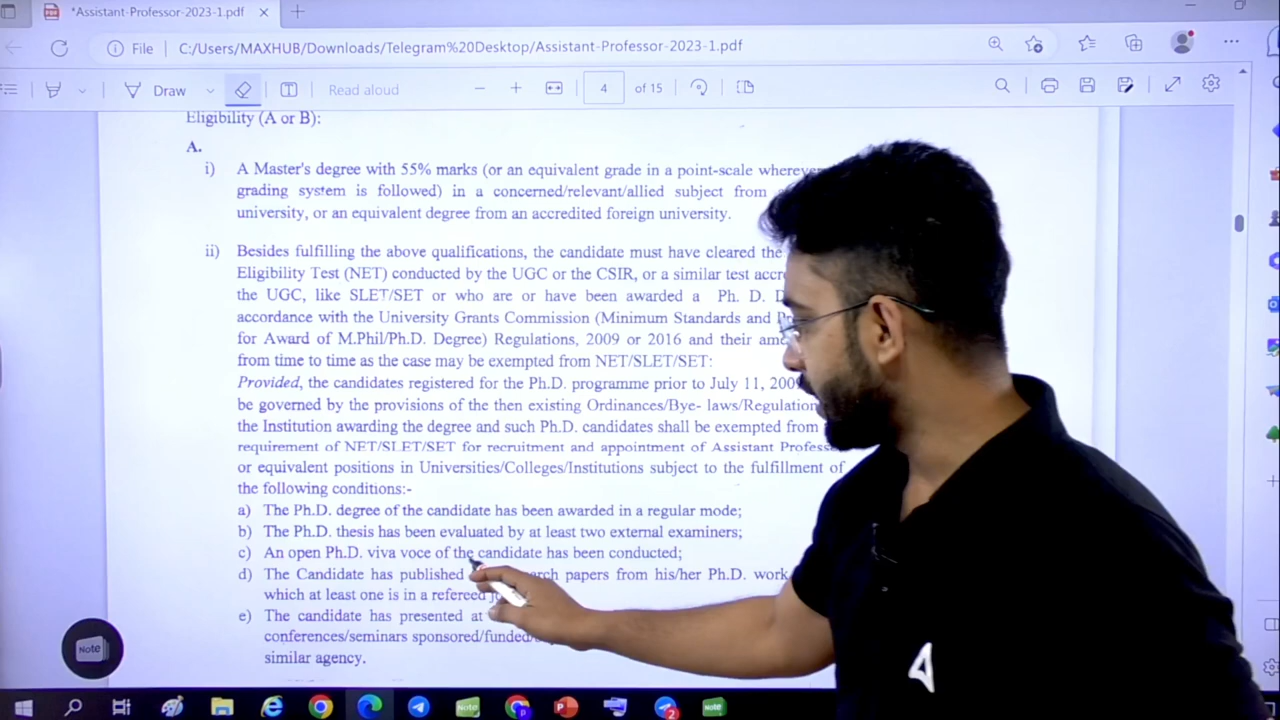 *Assistant-Professor-2023-1.pdf
File C:/Users/MAXHUB/Downloads/Telegram%20Desktop/Assistant-Professor-2023-1.pdf
Draw Read aloud 4 of 15
Eligibility (A or B):
A.
i) A Master's degree with 55% marks (or an equivalent grade in a point-scale
grading system is followed) in a concerned/relevant/allied subject from
university, or an equivalent degree from an accredited foreign university.
ii) Besides fulfilling the above qualifications, the candidate must have cleared the
Eligibility Test (NET) conducted by the UGC or the CSIR, or a similar test
the UGC, like SLET/SET or who are or have been awarded a Ph. D.
accordance with the University Grants Commission (Minimum Standards and
for Award of M.Phil/Ph.D. Degree) Regulations, 2009 or 2016 and their
from time to time as the case may be exempted from NET/SLET/SET:
Provided, the candidates registered for the Ph.D. programme prior to July 11, 2009
be governed by the provisions of the then existing Ordinances/Bye- laws/Regulation
the Institution awarding the degree and such Ph.D. candidates shall be exempted from
requirement of NET/SLET/SET for recruitment and appointment of Assistant
or equivalent positions in Universities/Colleges/Institutions subject to the fulfillment of
the following conditions:-
a) The Ph.D. degree of the candidate has been awarded in a regular mode;
b) The Ph.D. thesis has been evaluated by at least two external examiners;
c) An open Ph.D. viva voce of the candidate has been conducted;
d) The Candidate has published papers from his/her Ph.D. work
which at least one is in a refereed
e) The candidate has presented at
conferences/seminars sponsored/funded/
similar agency.
Note
Note
P
2
Note